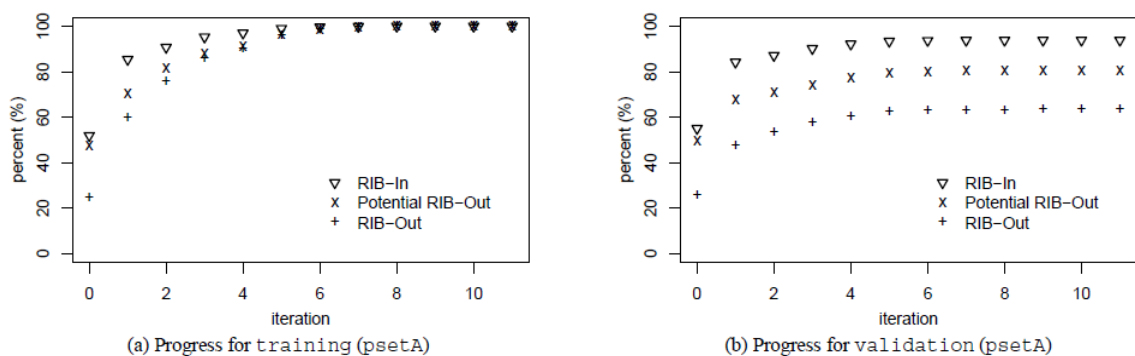 percent (%)
100
80
60
40
20
0
RIB−In
Potential RIB−Out
RIB−Out
0 2 4 6 8 10
iteration
(a) Progress for training (psetA)
percent (%)
100
80
60
40
20
0
RIB−In
Potential RIB−Out
RIB−Out
0 2 4 6 8 10
iteration
(b) Progress for validation (psetA)